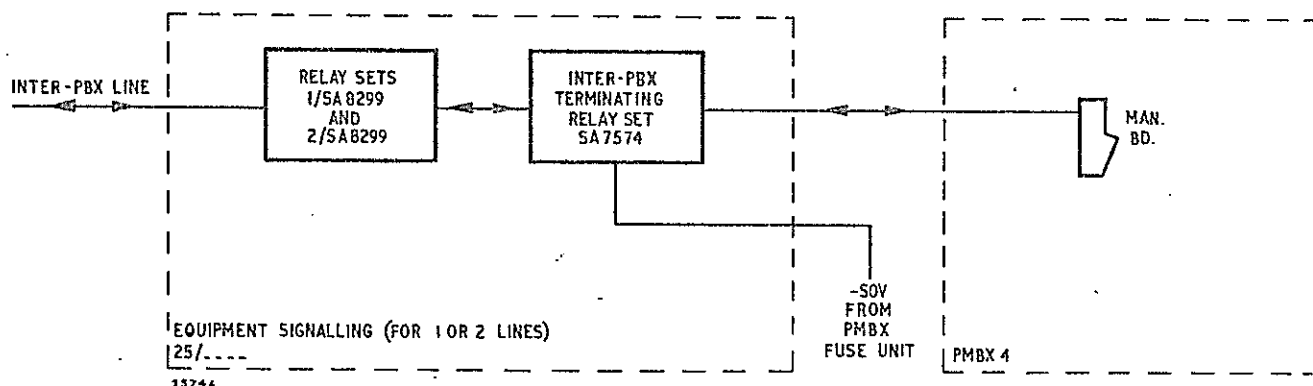 INTER-PBX LINE
RELAY SETS
1/SA8299
AND
2/SA8299
INTER-PBX
TERMINATING
RELAY SET
SA7574
MAN.
BD.
-50V
FROM
PMBX
FUSE UNIT
EQUIPMENT SIGNALLING (FOR 1 OR 2 LINES)
25/----
PMBX 4